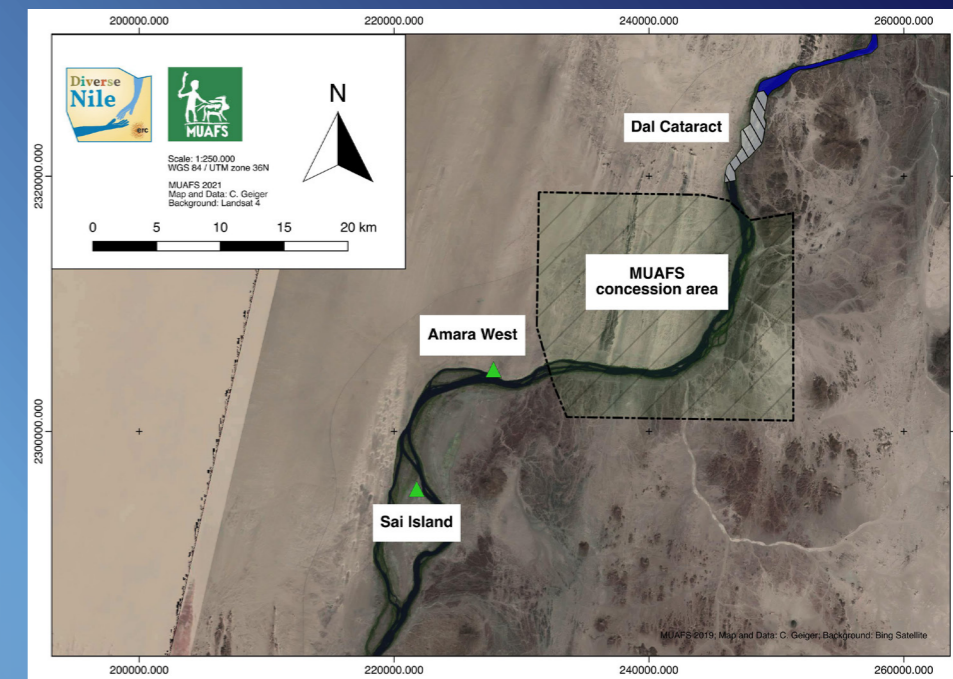 200000.000 220000.000 240000.000 260000.000
Diverse
Nile
erc
MUAFS
N
Scale: 1:250.000
WGS 84 / UTM zone 36N
MUAFS 2021
Map and Data: C. Geiger
Background: Landsat 4
0 5 10 15 20 km
2320000.000
Dal Cataract
MUAFS
concession area
Amara West
2300000.000
Sai Island
MUAFS 2019; Map and Data: C. Geiger; Background: Bing Satellite
200000.000 220000.000 240000.000 260000.000